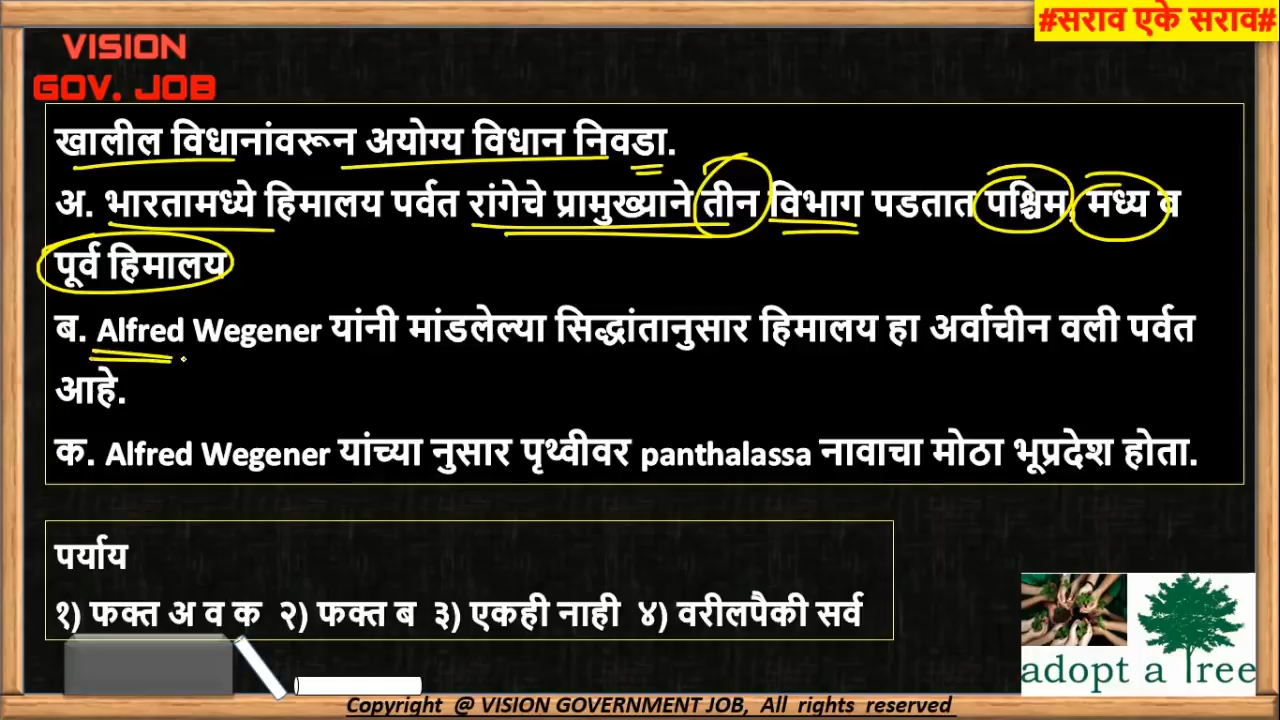 #सराव एके सराव#
VISION
GOV. JOB
खालील विधानांवरून अयोग्य विधान निवडा.
अ. भारतामध्ये हिमालय पर्वत रांगेचे प्रामुख्याने तीन विभाग पडतात पश्चिम, मध्य व
पूर्व हिमालय
ब. Alfred Wegener यांनी मांडलेल्या सिद्धांतानुसार हिमालय हा अर्वाचीन वली पर्वत
आहे.
क. Alfred Wegener यांच्या नुसार पृथ्वीवर panthalassa नावाचा मोठा भूप्रदेश होता.
पर्याय
१) फक्त अ व क २) फक्त ब ३) एकही नाही ४) वरीलपैकी सर्व
adopt a Tree
Copyright @ VISION GOVERNMENT JOB, All rights reserved